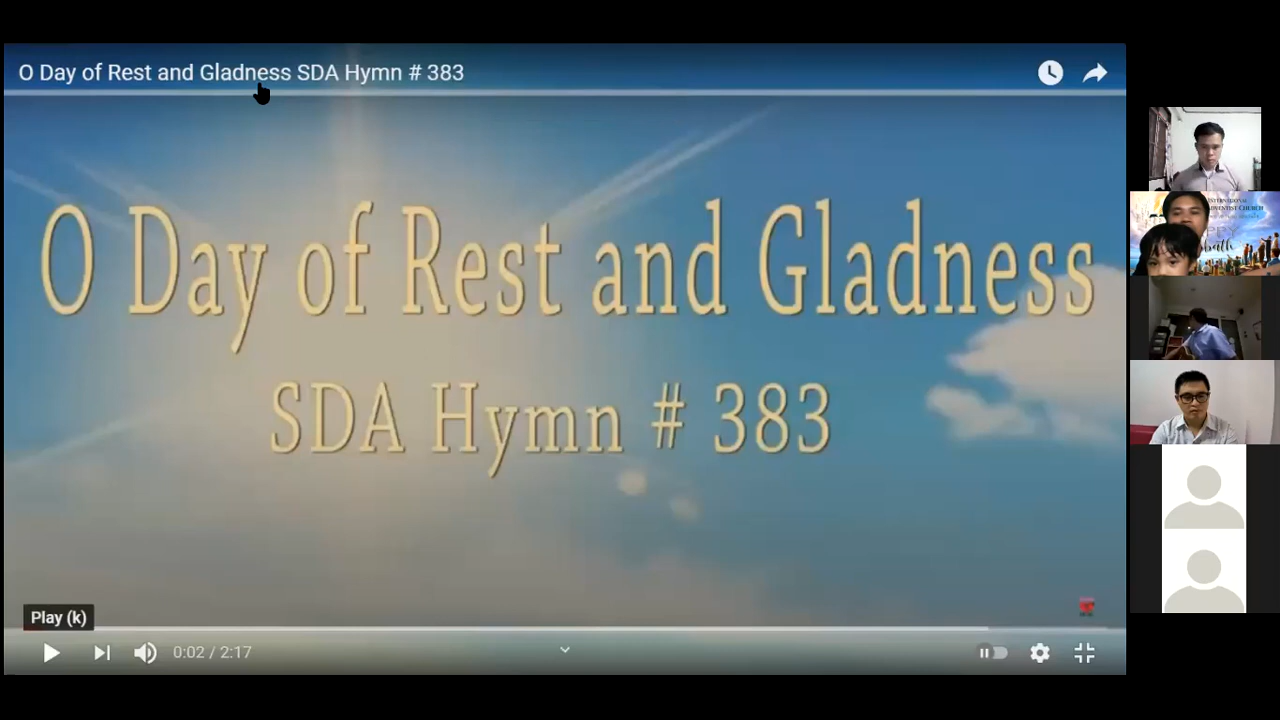 O Day of Rest and Gladness SDA Hymn # 383
O Day of Rest and Gladness
SDA Hymn # 383
Play (k)
0:02 / 2:17
INTERNATIONAL